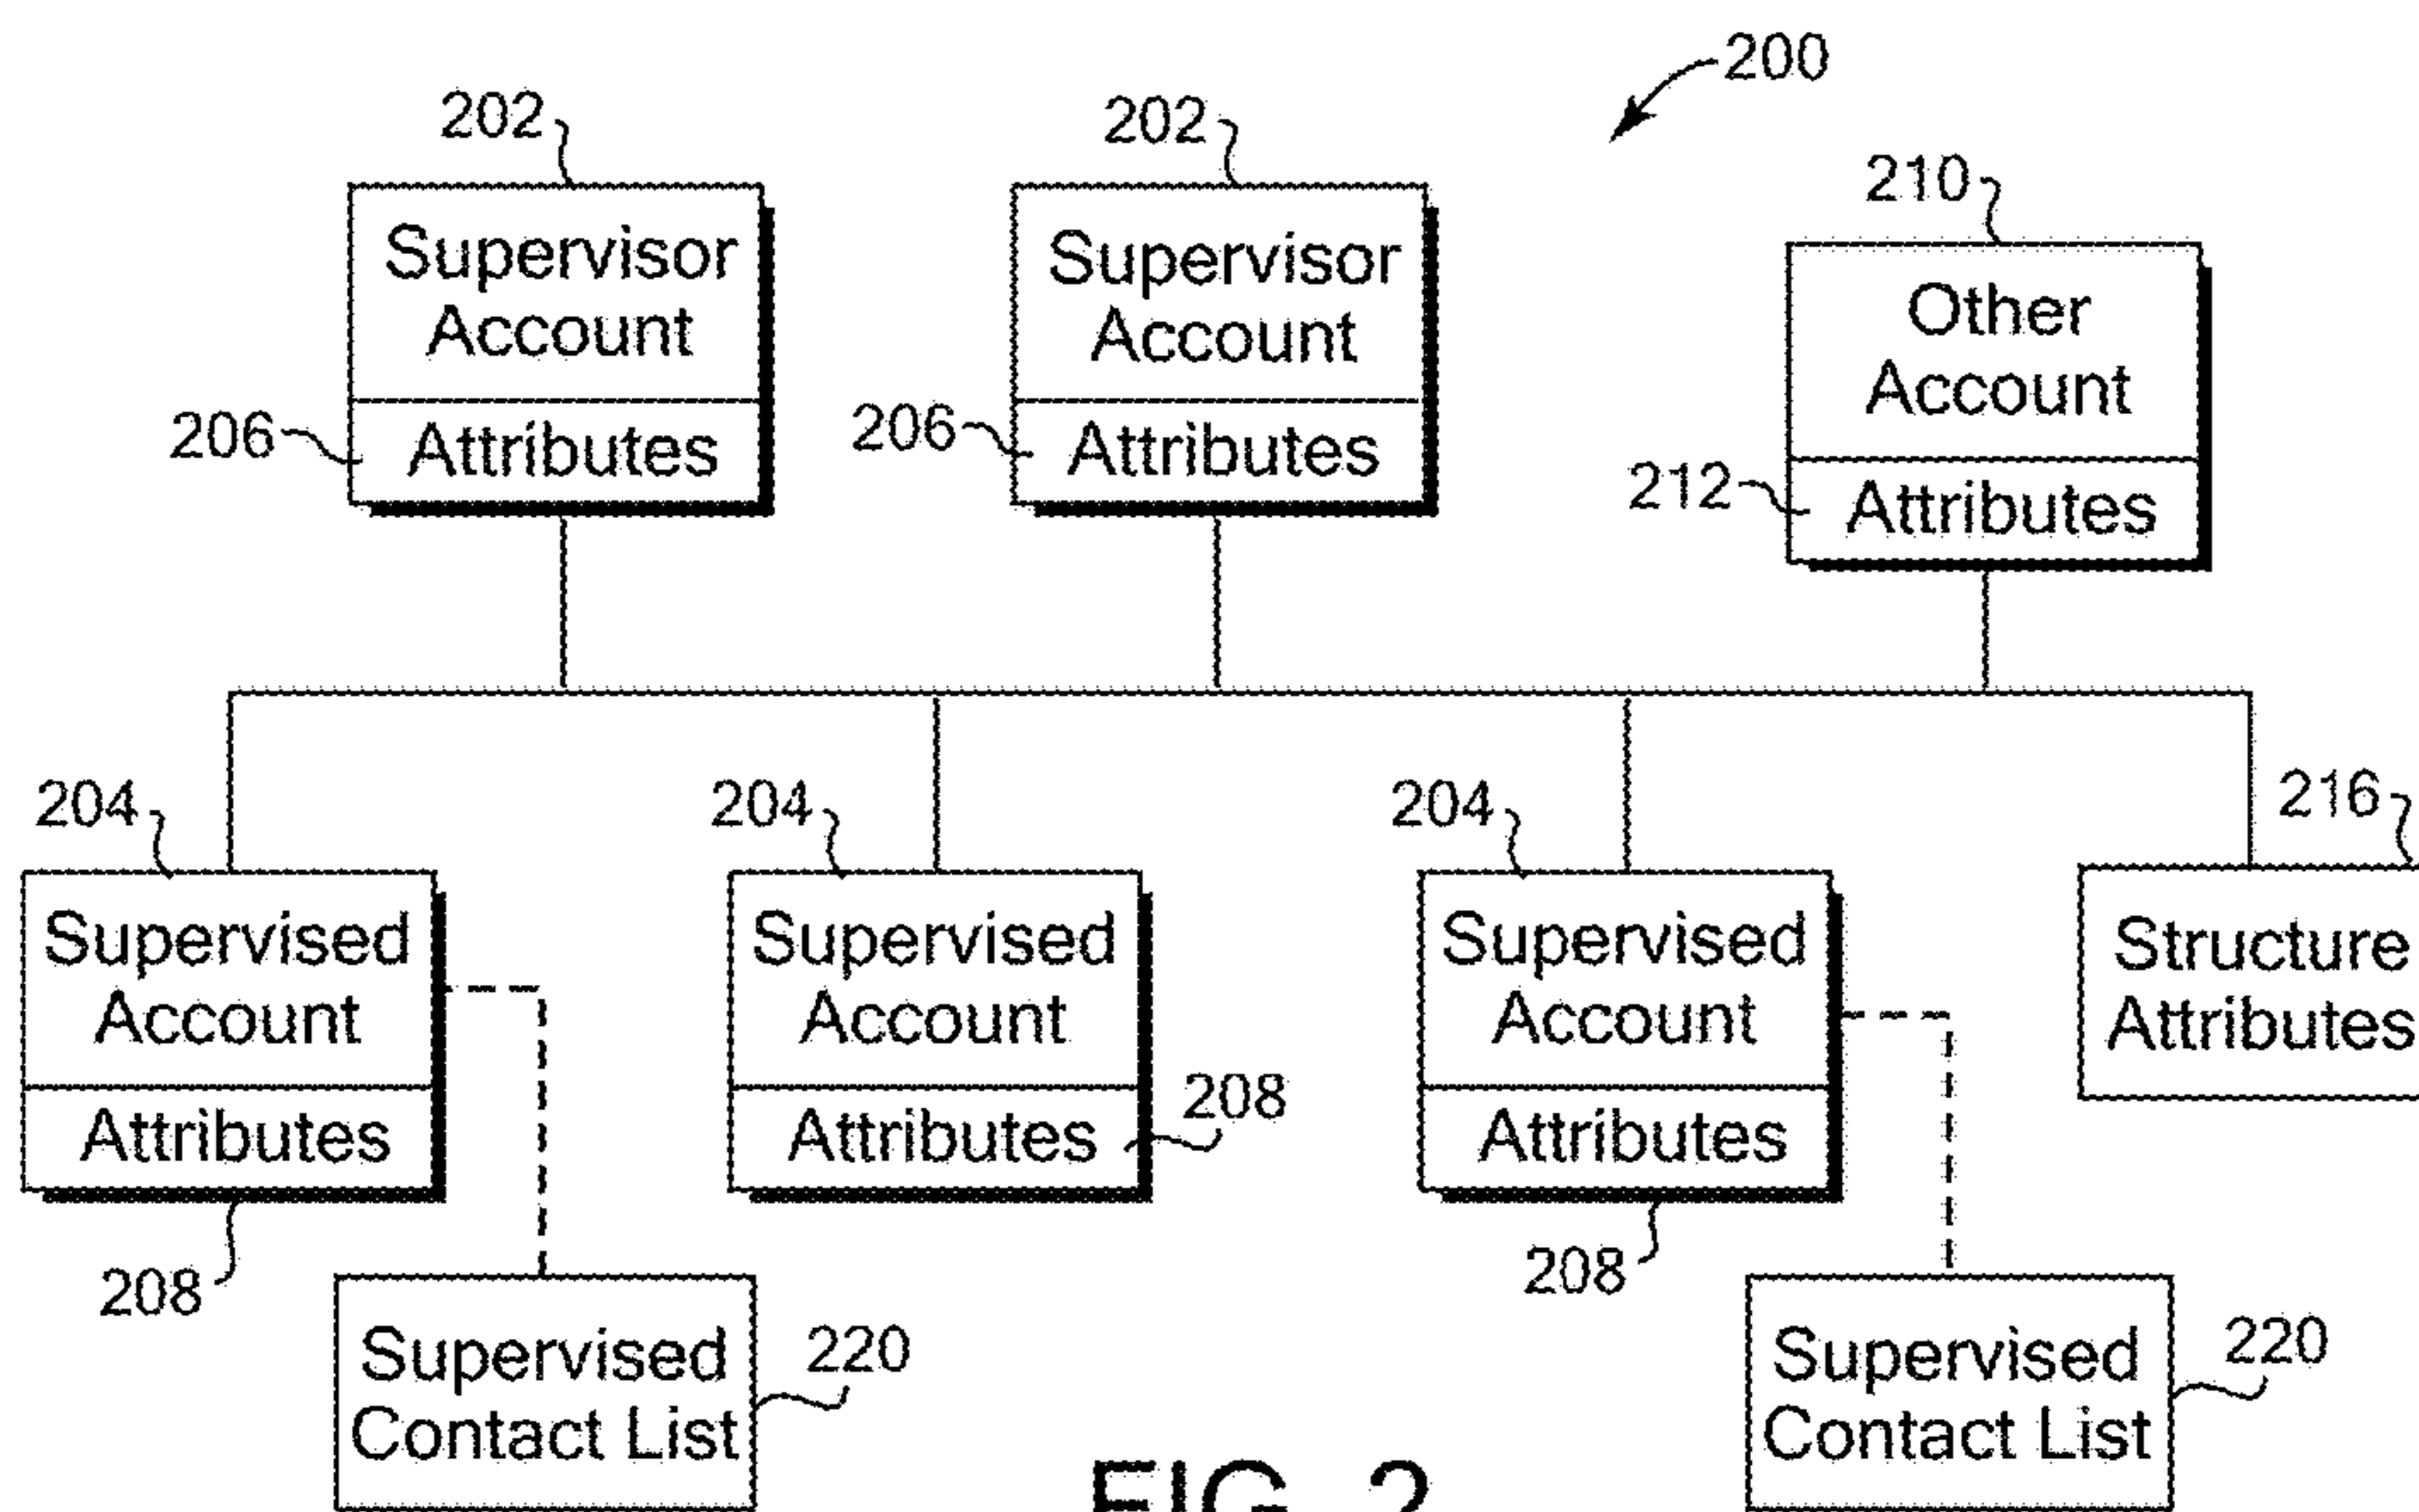 200
202
202
210
Supervisor
Account
Supervisor
Account
Other
Account
206
Attributes
206
Attributes
212
Attributes
204
204
204
216
Supervised
Account
Supervised
Account
Supervised
Account
Structure
Attributes
Attributes
Attributes
208
Attributes
208
208
Supervised
Contact List
220
Supervised
Contact List
220
FIG. 2